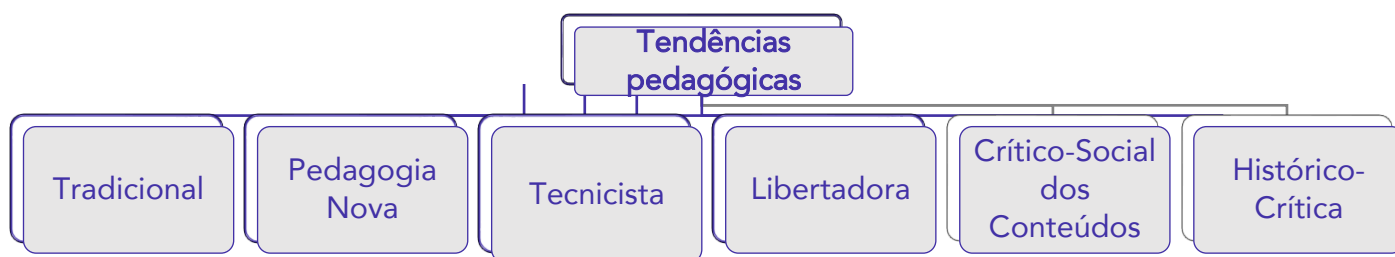 Tendências
pedagógicas
Tradicional
Pedagogia
Nova
Tecnicista
Libertadora
Crítico-Social
dos
Conteúdos
Histórico-
Crítica